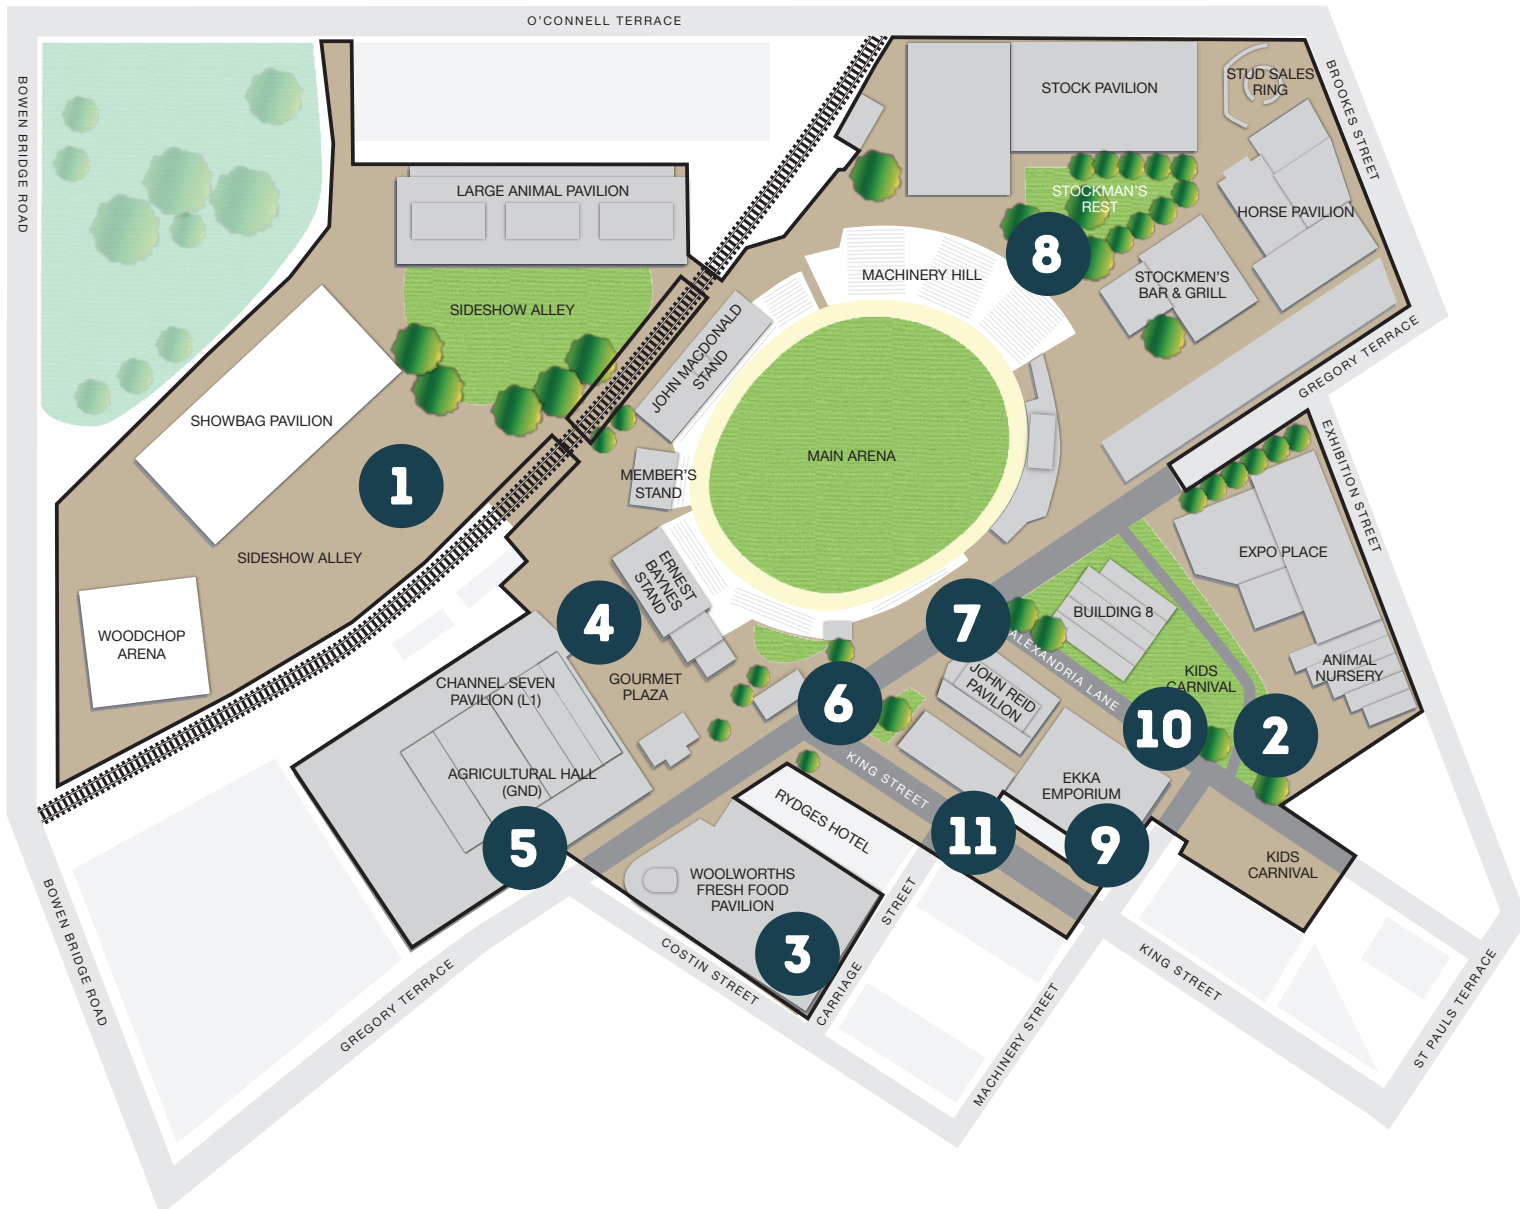 O'CONNELL TERRACE
BOWEN BRIDGE ROAD
BROOKES STREET
STOCK PAVILION
STUD SALES
RING
LARGE ANIMAL PAVILION
STOCKMAN'S
REST
HORSE PAVILION
8
MACHINERY HILL
STOCKMEN'S
BAR & GRILL
SIDESHOW ALLEY
JOHN MACDONALD
STAND
GREGORY TERRACE
SHOWBAG PAVILION
MAIN ARENA
EXHIBITION STREET
1
MEMBER'S
STAND
SIDESHOW ALLEY
EXPO PLACE
ERNEST
BAYNES
STAND
4
7
BUILDING 8
WOODCHOP
ARENA
ALEXANDRIA LANE
ANIMAL
NURSERY
CHANNEL SEVEN
PAVILION (L1)
GOURMET
PLAZA
KIDS
CARNIVAL
JOHN REID
PAVILION
6
10
2
AGRICULTURAL HALL
(GND)
KING STREET
EKKA
EMPORIUM
RYDGES HOTEL
5
11
9
KIDS
CARNIVAL
WOOLWORTHS
FRESH FOOD
PAVILION
3
CARRIAGE STREET
BOWEN BRIDGE ROAD
GREGORY TERRACE
COSTIN STREET
MACHINERY STREET
KING STREET
ST PAULS TERRACE